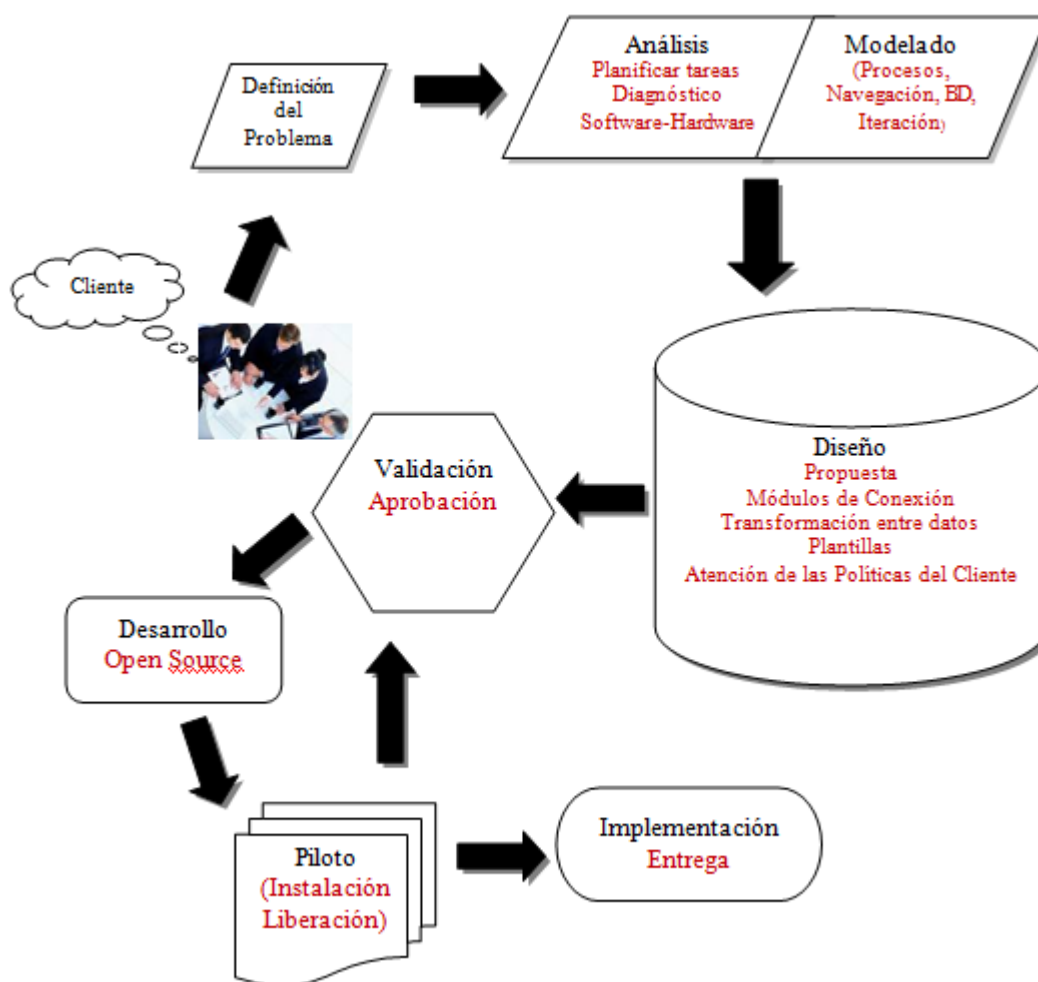 Cliente
Definición
del
Problema
Análisis
Planificar tareas
Diagnóstico
Software-Hardware
Modelado
(Procesos,
Navegación, BD,
Iteración)
Diseño
Propuesta
Módulos de Conexión
Transformación entre datos
Plantillas
Atención de las Políticas del Cliente
Validación
Aprobación
Desarrollo
Open Source
Piloto
(Instalación
Liberación)
Implementación
Entrega